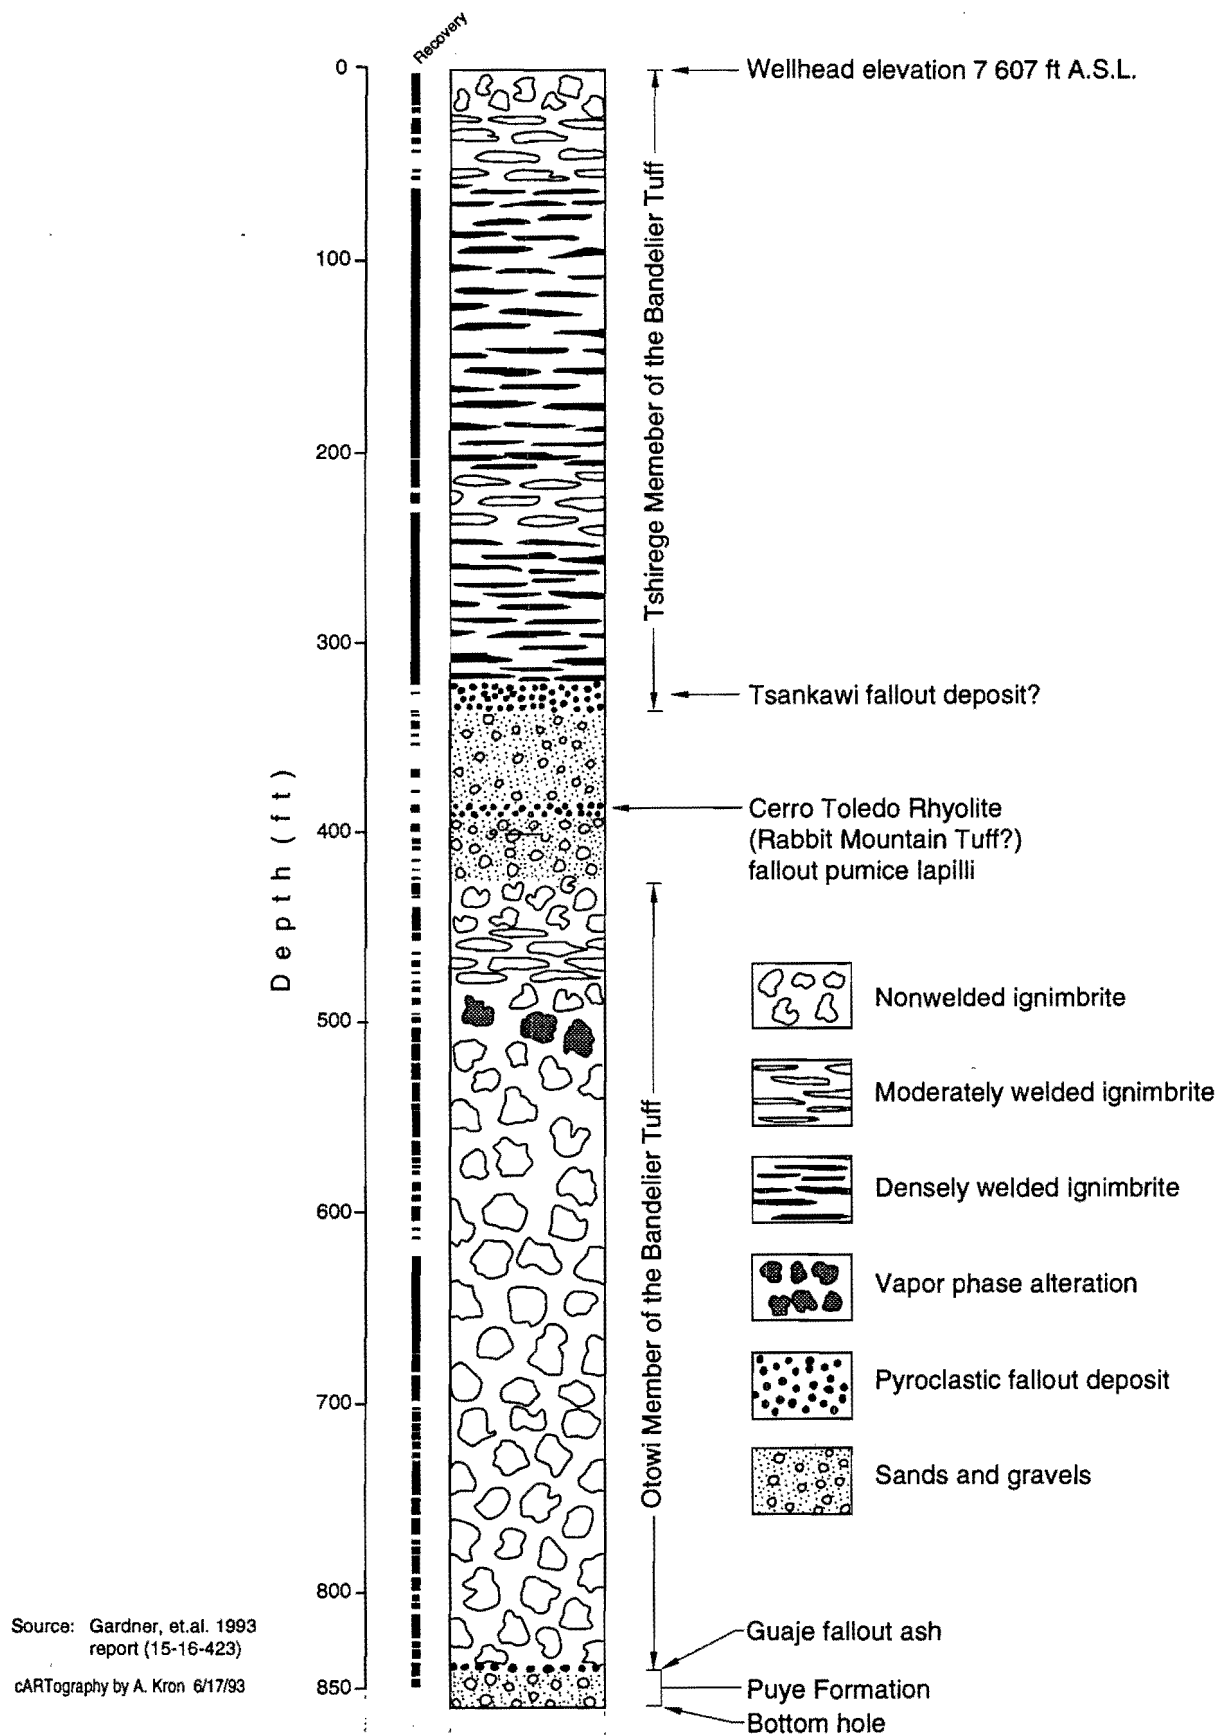 Recovery
0
Wellhead elevation 7 607 ft A.S.L.
100
200
300
400
500
600
700
800
850
Depth (ft)
Tshirege Memeber of the Bandelier Tuff
Tsankawi fallout deposit?
Cerro Toledo Rhyolite
(Rabbit Mountain Tuff?)
fallout pumice lapilli
Otowi Member of the Bandelier Tuff
Nonwelded ignimbrite
Moderately welded ignimbrite
Densely welded ignimbrite
Vapor phase alteration
Pyroclastic fallout deposit
Sands and gravels
Guaje fallout ash
Puye Formation
Bottom hole
Source: Gardner, et.al. 1993
report (15-16-423)
cARTography by A. Kron 6/17/93